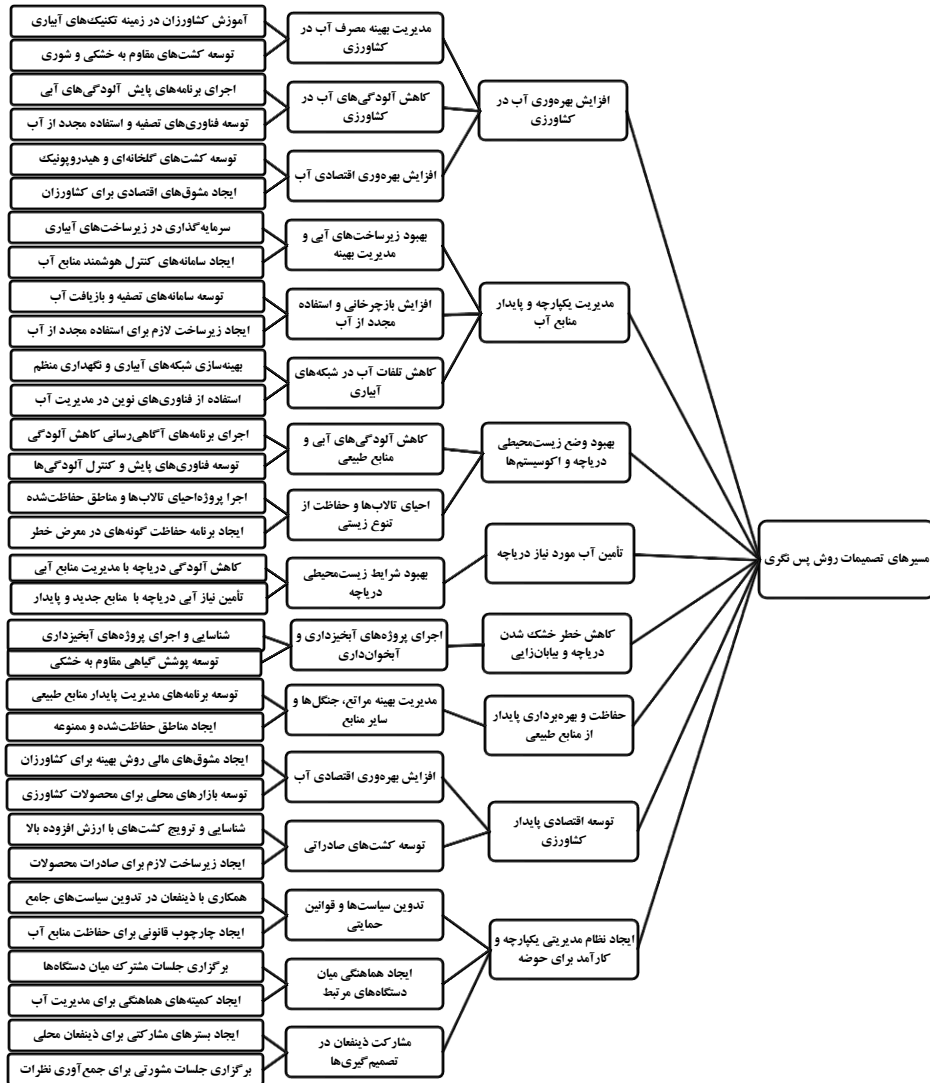 مسیرهای تصمیمات روش پس نگری
افزایش بهره‌وری آب در
کشاورزی
مدیریت بهینه مصرف آب در
کشاورزی
آموزش کشاورزان در زمینه تکنیک‌های آبیاری
توسعه کشت‌های مقاوم به خشکی و شوری
کاهش آلودگی‌های آب در
کشاورزی
اجرای برنامه‌های پایش آلودگی‌های آبی
توسعه فناوری‌های تصفیه و استفاده مجدد از آب
افزایش بهره‌وری اقتصادی آب
توسعه کشت‌های گلخانه‌ای و هیدروپونیک
ایجاد مشوق‌های اقتصادی برای کشاورزان
مدیریت یکپارچه و پایدار
منابع آب
بهبود زیرساخت‌های آبی و
مدیریت بهینه
سرمایه‌گذاری در زیرساخت‌های آبیاری
ایجاد سامانه‌های کنترل هوشمند منابع آب
افزایش بازچرخانی و استفاده
مجدد از آب
توسعه سامانه‌های تصفیه و بازیافت آب
ایجاد زیرساخت لازم برای استفاده مجدد از آب
کاهش تلفات آب در شبکه‌های
آبیاری
بهینه‌سازی شبکه‌های آبیاری و نگهداری منظم
استفاده از فناوری‌های نوین در مدیریت آب
بهبود وضع زیست‌محیطی
دریاچه و اکوسیستم‌ها
کاهش آلودگی‌های آبی و
منابع طبیعی
اجرای برنامه‌های آگاهی‌رسانی کاهش آلودگی
توسعه فناوری‌های پایش و کنترل آلودگی‌ها
احیای تالاب‌ها و حفاظت از
تنوع زیستی
اجرا پروژه‌احیای تالاب‌ها و مناطق حفاظت‌شده
ایجاد برنامه حفاظت گونه‌های در معرض خطر
تأمین آب مورد نیاز دریاچه
بهبود شرایط زیست‌محیطی
دریاچه
کاهش آلودگی دریاچه با مدیریت منابع آبی
تأمین نیاز آبی دریاچه با منابع جدید و پایدار
کاهش خطر خشک شدن
دریاچه و بیابان‌زایی
اجرای پروژه‌های آبخیزداری و
آبخوان‌داری
شناسایی و اجرای پروژه‌های آبخیزداری
توسعه پوشش گیاهی مقاوم به خشکی
حفاظت و بهره‌برداری پایدار
از منابع طبیعی
مدیریت بهینه مراتع، جنگل‌ها و
سایر منابع
توسعه برنامه‌های مدیریت پایدار منابع طبیعی
ایجاد مناطق حفاظت‌شده و ممنوعه
توسعه اقتصادی پایدار
کشاورزی
افزایش بهره‌وری اقتصادی آب
ایجاد مشوق‌های مالی روش بهینه برای کشاورزان
توسعه بازارهای محلی برای محصولات کشاورزی
توسعه کشت‌های صادراتی
شناسایی و ترویج کشت‌های با ارزش افزوده بالا
ایجاد زیرساخت لازم برای صادرات محصولات
ایجاد نظام مدیریتی یکپارچه و
کارآمد برای حوضه
تدوین سیاست‌ها و قوانین
حمایتی
همکاری با ذینفعان در تدوین سیاست‌های جامع
ایجاد چارچوب قانونی برای حفاظت منابع آب
ایجاد هماهنگی میان
دستگاه‌های مرتبط
برگزاری جلسات مشترک میان دستگاه‌ها
ایجاد کمیته‌های هماهنگی برای مدیریت آب
مشارکت ذینفعان در
تصمیم‌گیری‌ها
ایجاد بسترهای مشارکتی برای ذینفعان محلی
برگزاری جلسات مشورتی برای جمع‌آوری نظرات